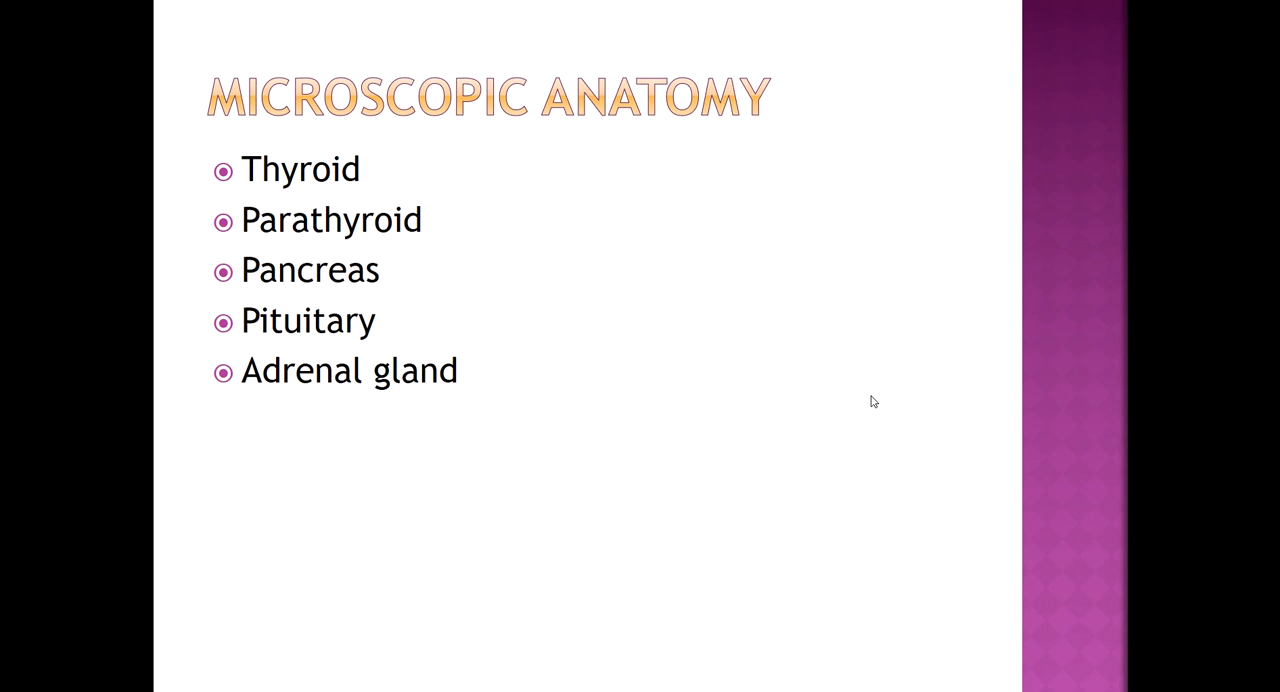 MICROSCOPIC ANATOMY
Thyroid
Parathyroid
Pancreas
Pituitary
Adrenal gland